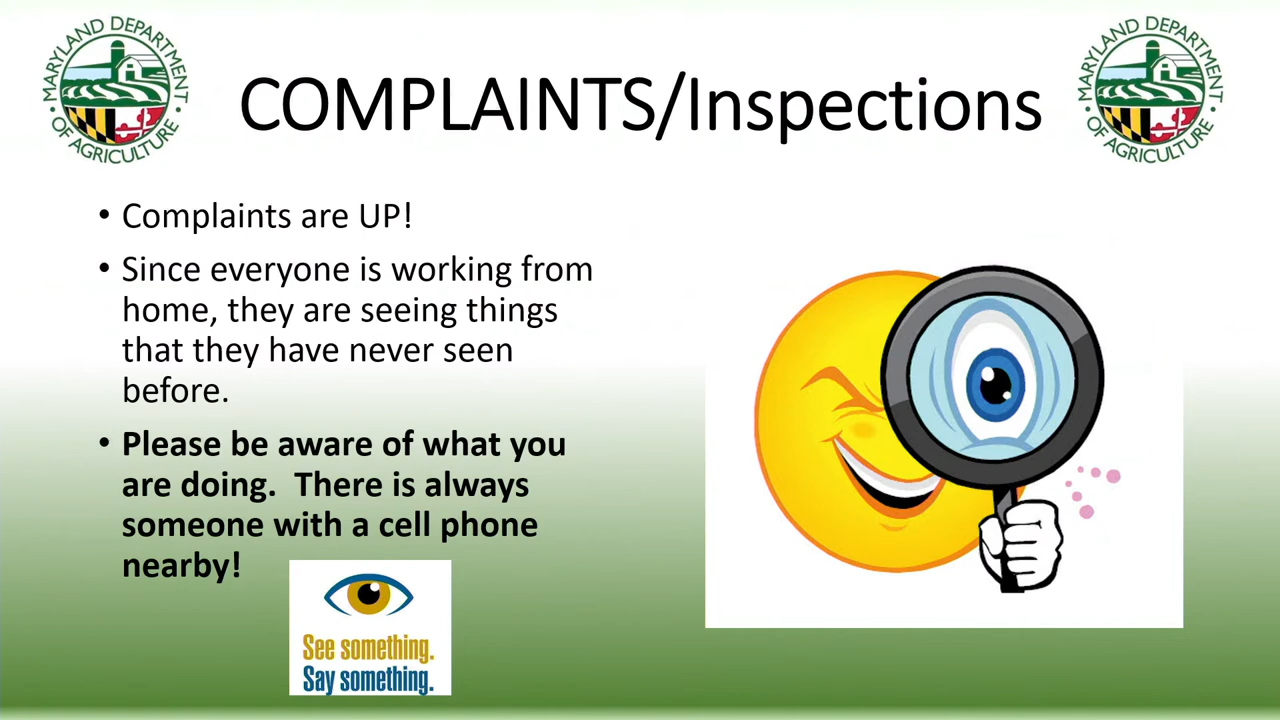 MARYLAND DEPARTMENT
OF AGRICULTURE
COMPLAINTS/Inspections
MARYLAND DEPARTMENT
OF AGRICULTURE
• Complaints are UP!
• Since everyone is working from
home, they are seeing things
that they have never seen
before.
• Please be aware of what you
are doing.  There is always
someone with a cell phone
nearby!
See something.
Say something.